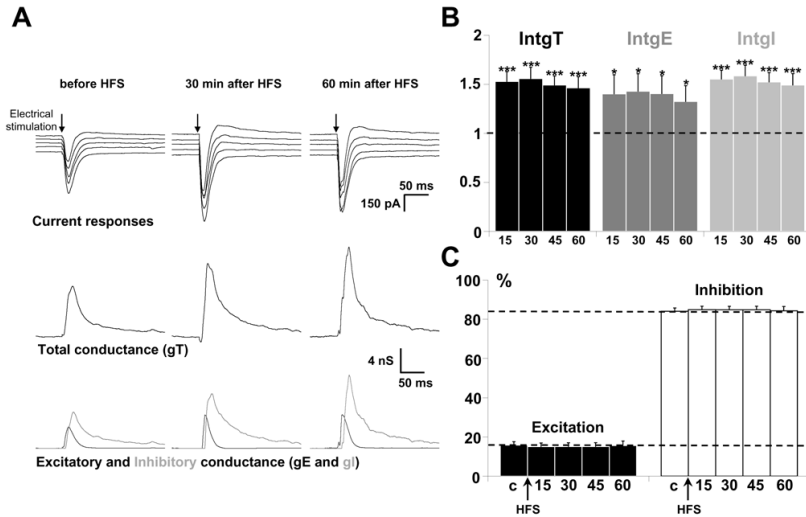 A
before HFS
30 min after HFS
60 min after HFS
Electrical
stimulation
50 ms
150 pA
Current responses
Total conductance (gT)
4 nS
50 ms
Excitatory and Inhibitory conductance (gE and gI)
B
IntgT
IntgE
IntgI
2
1.5
1
0.5
0
*** *** *** ***
* * * *
*** *** *** ***
15 30 45 60
15 30 45 60
15 30 45 60
C
%
100
80
60
40
20
0
Inhibition
Excitation
c 15 30 45 60
c 15 30 45 60
HFS
HFS